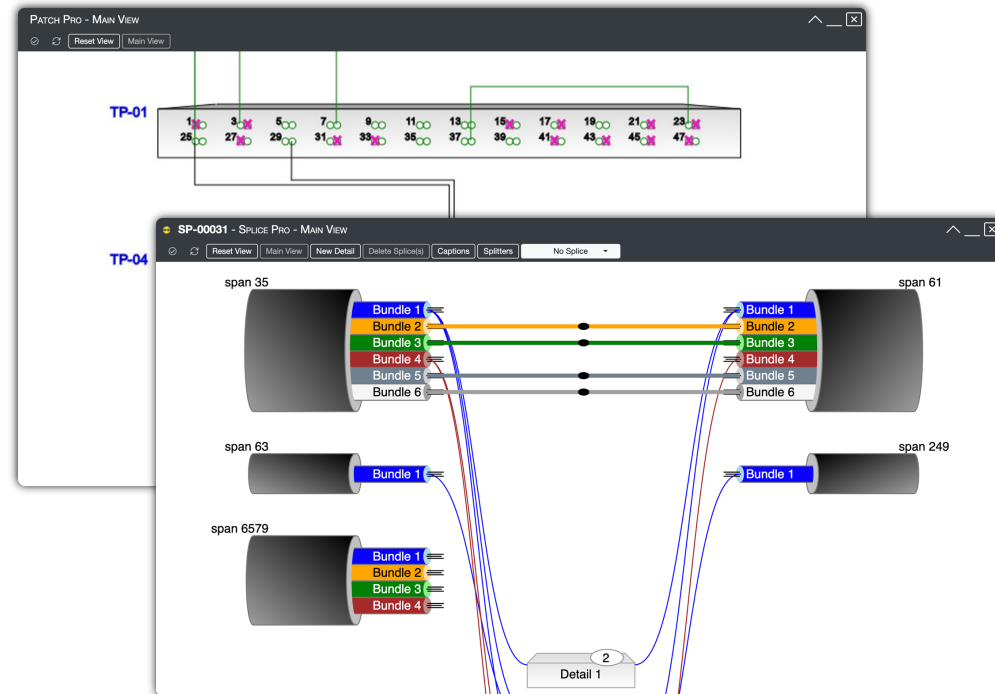 Patch Pro - Main View
Reset View Main View
TP-01
1 3 5 7 9 11 13 15 17 19 21 23
25 27 29 31 33 35 37 39 41 43 45 47
TP-04
SP-00031 - Splice Pro - Main View
Reset View Main View New Detail Delete Splice(s) Captions Splitters No Splice
span 35 span 61
Bundle 1 Bundle 1
Bundle 2 Bundle 2
Bundle 3 Bundle 3
Bundle 4 Bundle 4
Bundle 5 Bundle 5
Bundle 6 Bundle 6
span 63 span 249
Bundle 1 Bundle 1
span 6579
Bundle 1
Bundle 2
Bundle 3
Bundle 4
2
Detail 1